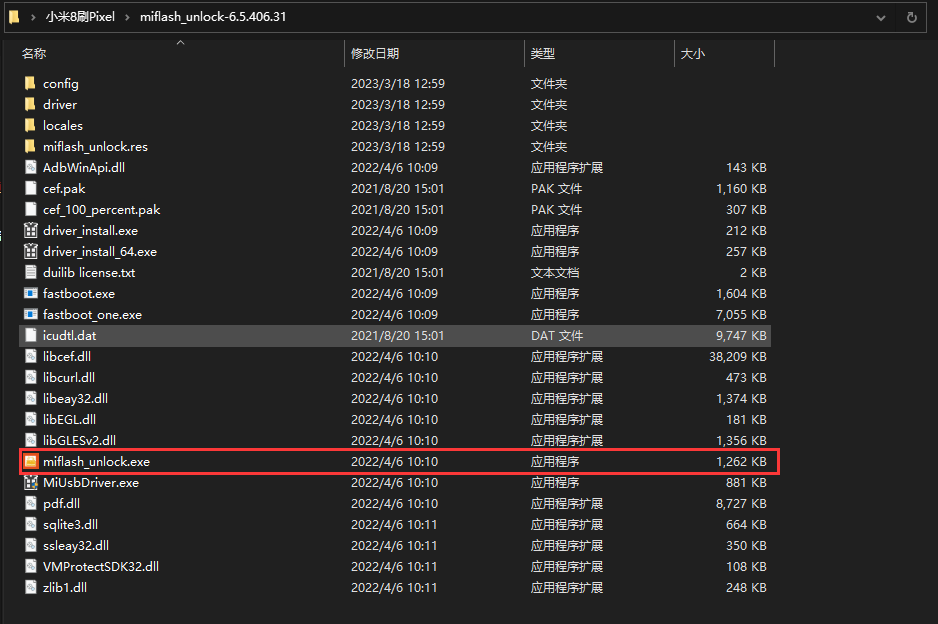 小米8刷Pixel › miflash_unlock-6.5.406.31
名称 修改日期 类型 大小
config 2023/3/18 12:59 文件夹
driver 2023/3/18 12:59 文件夹
locales 2023/3/18 12:59 文件夹
miflash_unlock.res 2023/3/18 12:59 文件夹
AdbWinApi.dll 2022/4/6 10:09 应用程序扩展 143 KB
cef.pak 2021/8/20 15:01 PAK 文件 1,160 KB
cef_100_percent.pak 2021/8/20 15:01 PAK 文件 307 KB
driver_install.exe 2022/4/6 10:09 应用程序 212 KB
driver_install_64.exe 2022/4/6 10:09 应用程序 257 KB
duilib license.txt 2021/8/20 15:01 文本文档 2 KB
fastboot.exe 2022/4/6 10:09 应用程序 1,604 KB
fastboot_one.exe 2022/4/6 10:09 应用程序 7,055 KB
icudtl.dat 2021/8/20 15:01 DAT 文件 9,747 KB
libcef.dll 2022/4/6 10:10 应用程序扩展 38,209 KB
libcurl.dll 2022/4/6 10:10 应用程序扩展 473 KB
libeay32.dll 2022/4/6 10:10 应用程序扩展 1,374 KB
libEGL.dll 2022/4/6 10:10 应用程序扩展 181 KB
libGLESv2.dll 2022/4/6 10:10 应用程序扩展 1,356 KB
miflash_unlock.exe 2022/4/6 10:10 应用程序 1,262 KB
MiUsbDriver.exe 2022/4/6 10:10 应用程序 881 KB
pdf.dll 2022/4/6 10:10 应用程序扩展 8,727 KB
sqlite3.dll 2022/4/6 10:11 应用程序扩展 664 KB
ssleay32.dll 2022/4/6 10:11 应用程序扩展 350 KB
VMProtectSDK32.dll 2022/4/6 10:11 应用程序扩展 108 KB
zlib1.dll 2022/4/6 10:11 应用程序扩展 248 KB